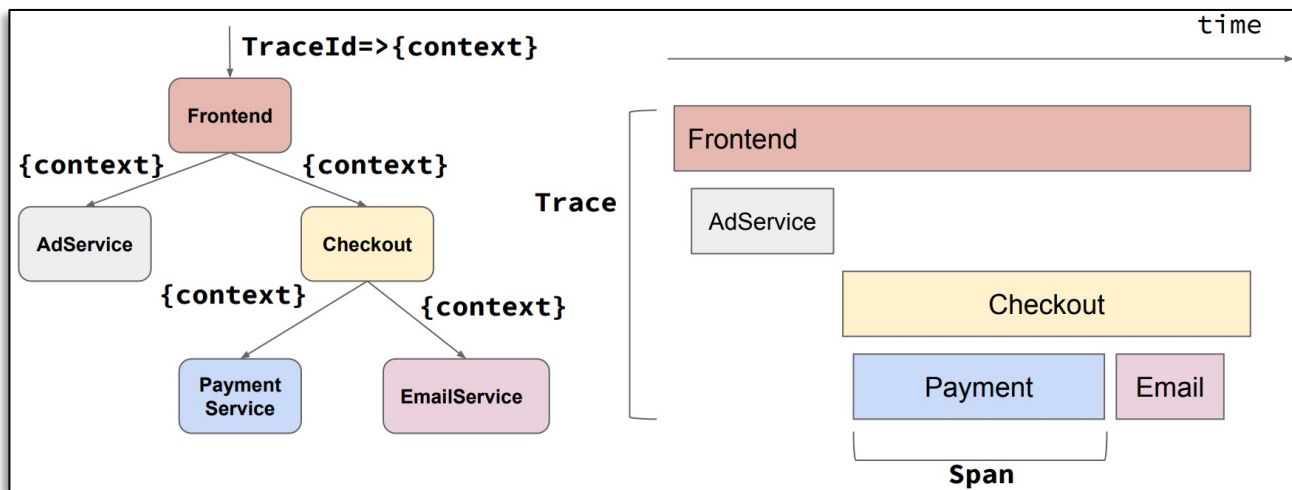 TraceId=>{context}
Frontend
{context}
{context}
AdService
Checkout
{context}
{context}
Payment
Service
EmailService
time
Trace
Frontend
AdService
Checkout
Payment
Email
Span